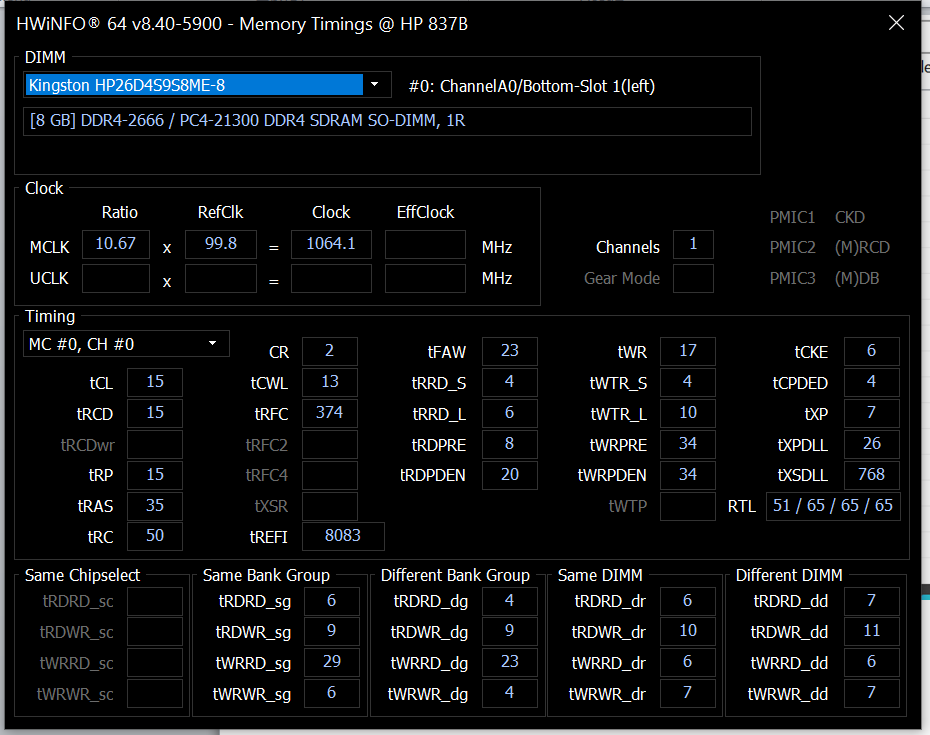 HWiNFO® 64 v8.40-5900 - Memory Timings @ HP 837B
DIMM
Kingston HP26D4S9S8ME-8 #0: ChannelA0/Bottom-Slot 1(left)
[8 GB] DDR4-2666 / PC4-21300 DDR4 SDRAM SO-DIMM, 1R
Clock
Ratio RefClk Clock EffClock
MCLK 10.67 x 99.8 = 1064.1 MHz
UCLK x = MHz
Channels 1
Gear Mode
PMIC1 CKD
PMIC2 (M)RCD
PMIC3 (M)DB
Timing
MC #0, CH #0
CR 2 tFAW 23 tWR 17 tCKE 6
tCL 15 tCWL 13 tRRD_S 4 tWTR_S 4 tCPDED 4
tRCD 15 tRFC 374 tRRD_L 6 tWTR_L 10 tXP 7
tRCDwr tRFC2 tRDPRE 8 tWRPRE 34 tXPDLL 26
tRP 15 tRFC4 tRDPDEN 20 tWRPDEN 34 tXSDLL 768
tRAS 35 tXSR tWTP RTL 51 / 65 / 65 / 65
tRC 50 tREFI 8083
Same Chipselect Same Bank Group Different Bank Group Same DIMM Different DIMM
tRDRD_sc tRDRD_sg 6 tRDRD_dg 4 tRDRD_dr 6 tRDRD_dd 7
tRDWR_sc tRDWR_sg 9 tRDWR_dg 9 tRDWR_dr 10 tRDWR_dd 11
tWRRD_sc tWRRD_sg 29 tWRRD_dg 23 tWRRD_dr 6 tWRRD_dd 6
tWRWR_sc tWRWR_sg 6 tWRWR_dg 4 tWRWR_dr 7 tWRWR_dd 7